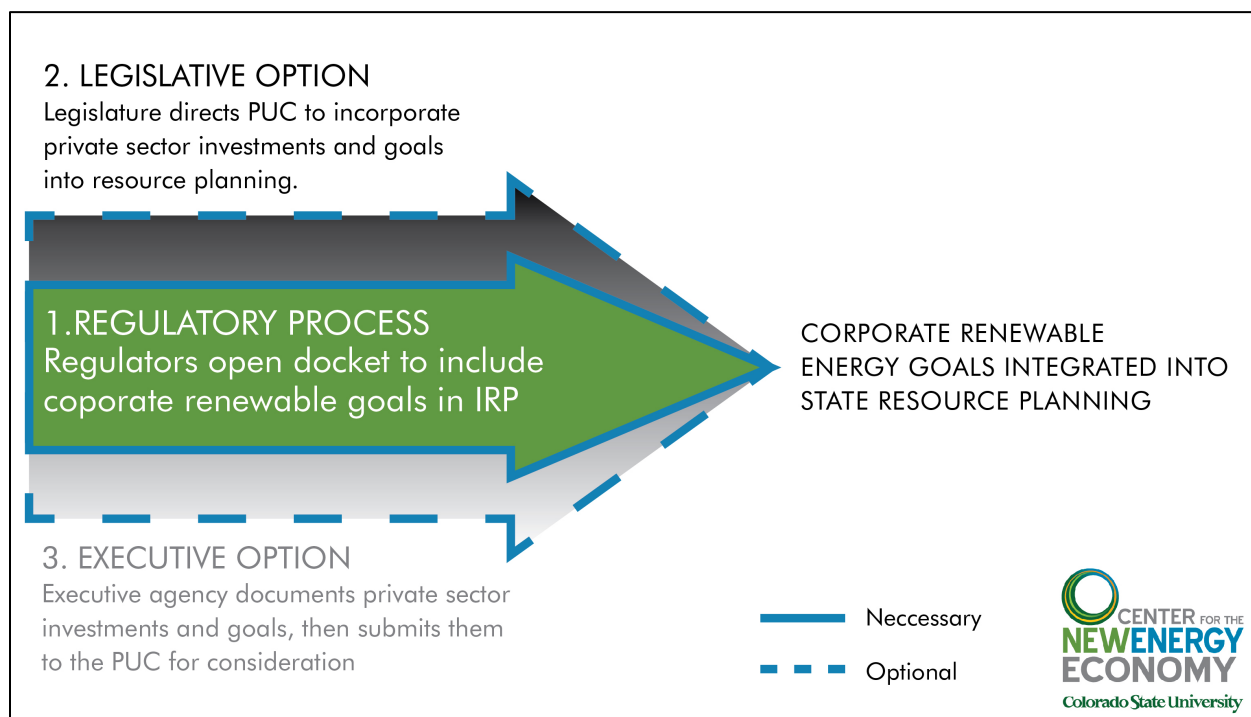 2. LEGISLATIVE OPTION
Legislature directs PUC to incorporate
private sector investments and goals
into resource planning.
1.REGULATORY PROCESS
Regulators open docket to include
coporate renewable goals in IRP
CORPORATE RENEWABLE
ENERGY GOALS INTEGRATED INTO
STATE RESOURCE PLANNING
3. EXECUTIVE OPTION
Executive agency documents private sector
investments and goals, then submits them
to the PUC for consideration
Neccessary
Optional
CENTER FOR THE
NEWENERGY
ECONOMY
Colorado State University